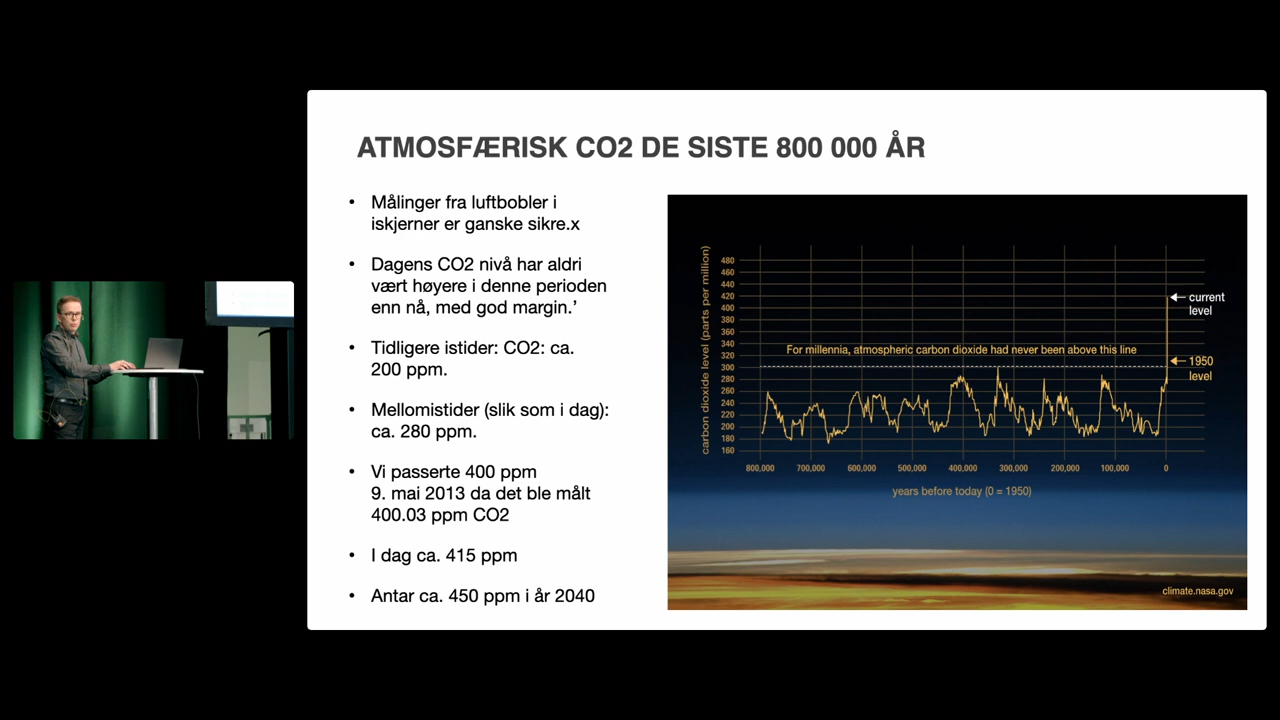 ATMOSFÆRISK CO2 DE SISTE 800 000 ÅR
• Målinger fra luftbobler i
iskjerner er ganske sikre.x
• Dagens CO2 nivå har aldri
vært høyere i denne perioden
enn nå, med god margin.’
• Tidligere istider: CO2: ca.
200 ppm.
• Mellomistider (slik som i dag):
ca. 280 ppm.
• Vi passerte 400 ppm
9. mai 2013 da det ble målt
400.03 ppm CO2
• I dag ca. 415 ppm
• Antar ca. 450 ppm i år 2040
carbon dioxide level (parts per million)
480
460
440
420
400
380
360
340
320
300
280
260
240
220
200
180
160
current
level
For millennia, atmospheric carbon dioxide had never been above this line
1950
level
800,000 700,000 600,000 500,000 400,000 300,000 200,000 100,000 0
years before today (0 = 1950)
climate.nasa.gov